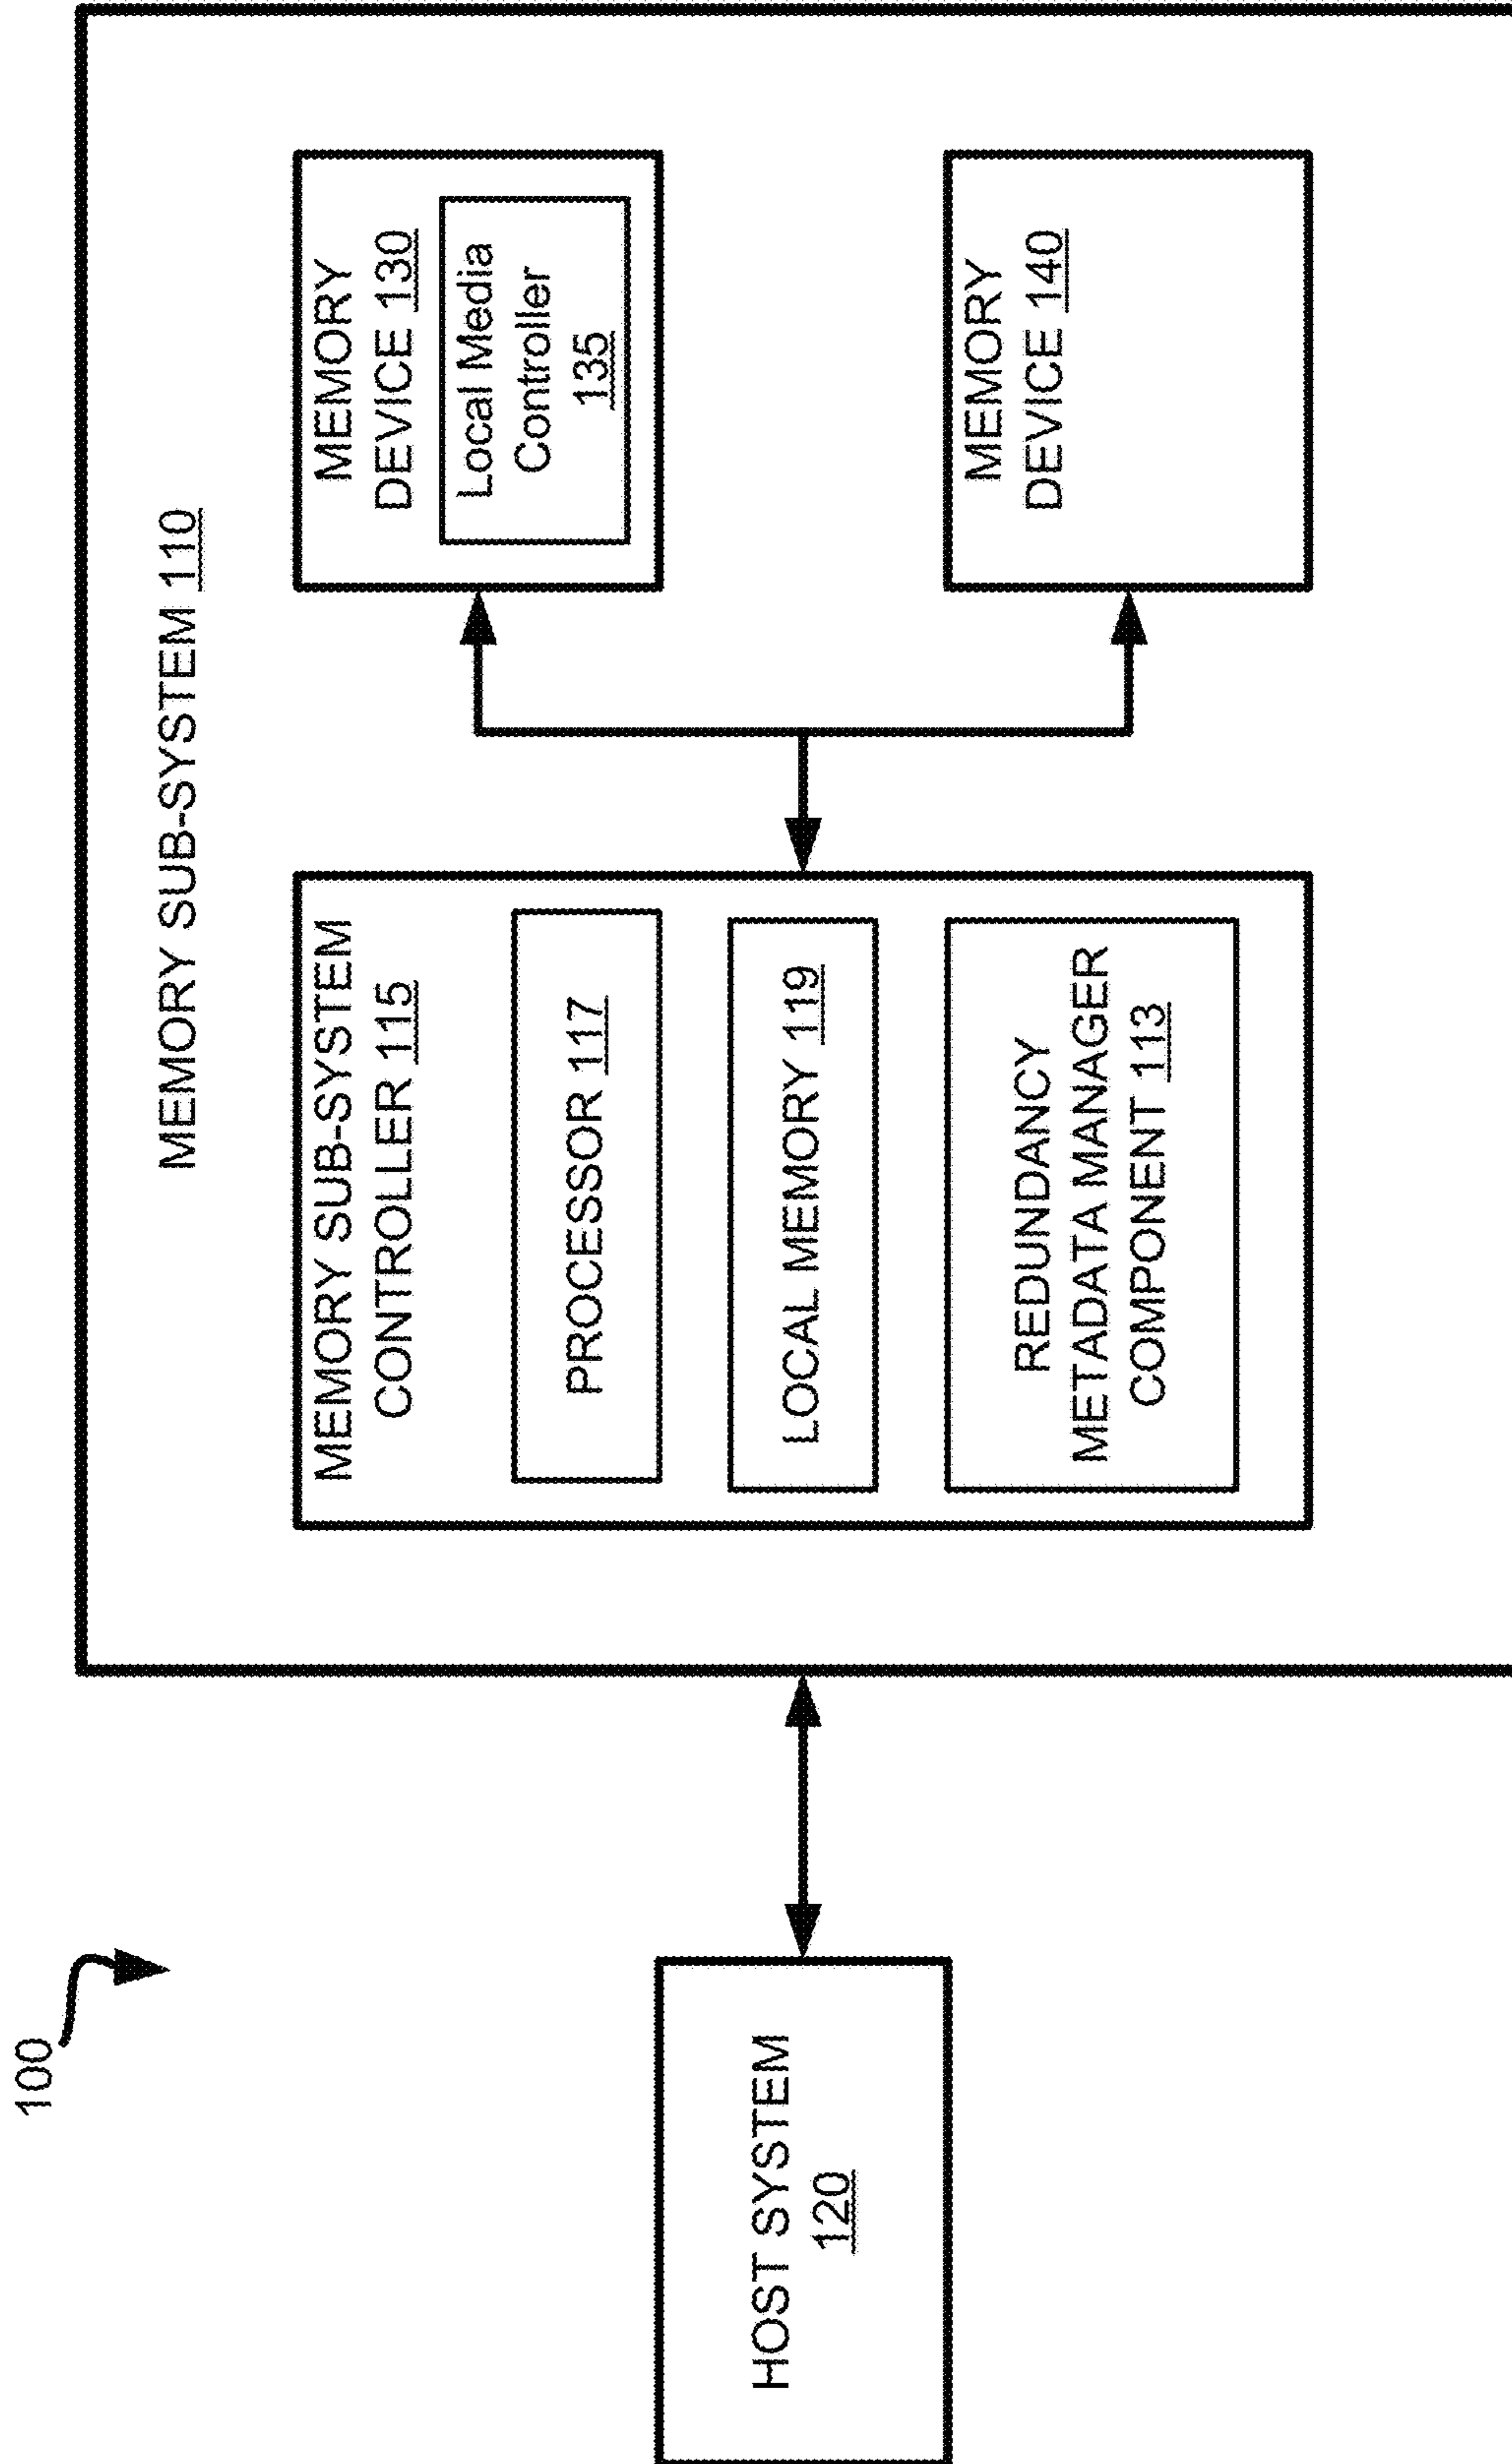 100
MEMORY SUB-SYSTEM 110
HOST SYSTEM
120
MEMORY SUB-SYSTEM
CONTROLLER 115
PROCESSOR 117
LOCAL MEMORY 119
REDUNDANCY
METADATA MANAGER
COMPONENT 113
MEMORY
DEVICE 130
Local Media
Controller
135
MEMORY
DEVICE 140